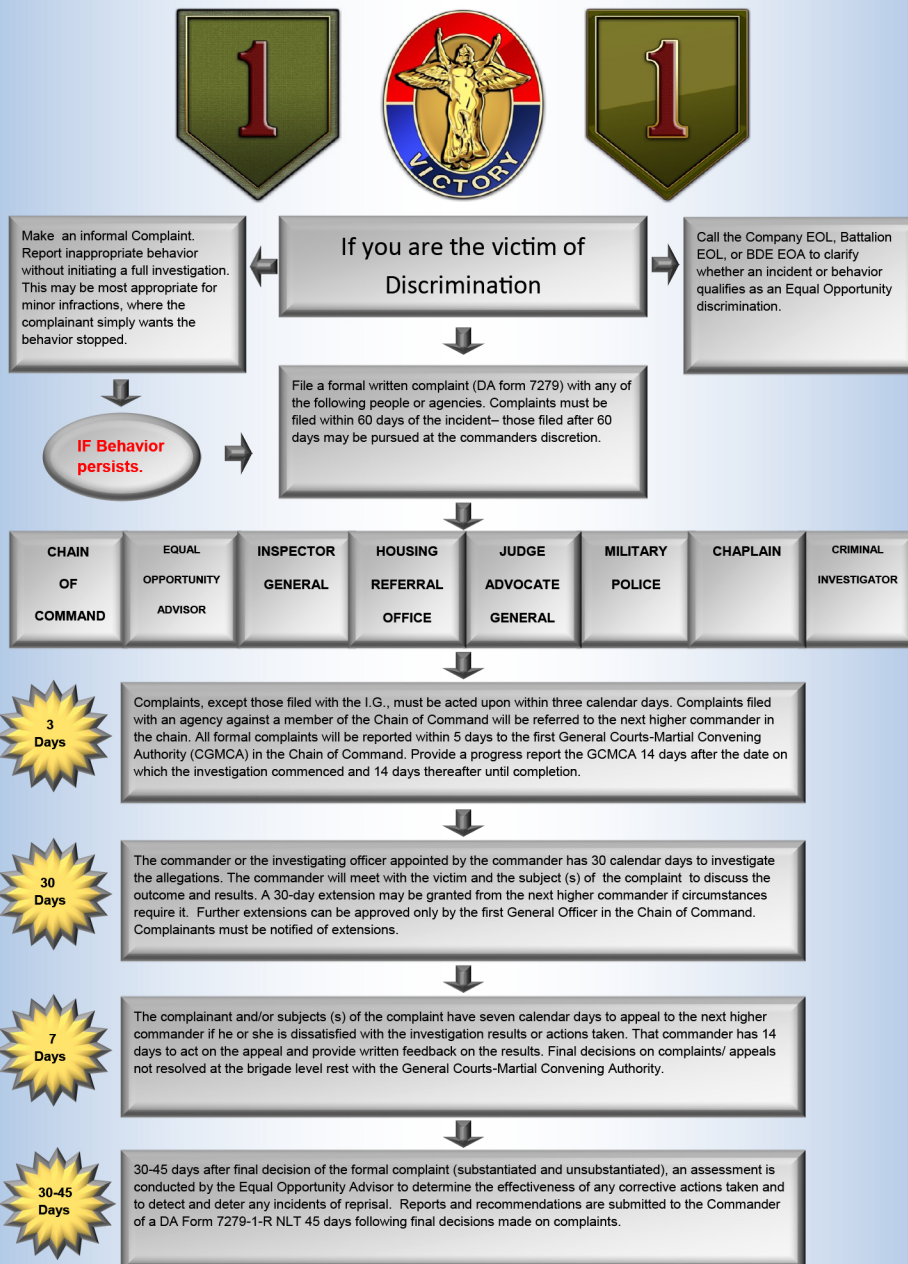 1
VICTORY
1
Make an informal Complaint.
Report inappropriate behavior
without initiating a full investigation.
This may be most appropriate for
minor infractions, where the
complainant simply wants the
behavior stopped.
If you are the victim of
Discrimination
Call the Company EOL, Battalion
EOL, or BDE EOA to clarify
whether an incident or behavior
qualifies as an Equal Opportunity
discrimination.
File a formal written complaint (DA form 7279) with any of
the following people or agencies. Complaints must be
filed within 60 days of the incident– those filed after 60
days may be pursued at the commanders discretion.
IF Behavior
persists.
CHAIN
OF
COMMAND
EQUAL
OPPORTUNITY
ADVISOR
INSPECTOR
GENERAL
HOUSING
REFERRAL
OFFICE
JUDGE
ADVOCATE
GENERAL
MILITARY
POLICE
CHAPLAIN
CRIMINAL
INVESTIGATOR
3
Days
Complaints, except those filed with the I.G., must be acted upon within three calendar days. Complaints filed
with an agency against a member of the Chain of Command will be referred to the next higher commander in
the chain. All formal complaints will be reported within 5 days to the first General Courts-Martial Convening
Authority (CGMCA) in the Chain of Command. Provide a progress report the GCMCA 14 days after the date on
which the investigation commenced and 14 days thereafter until completion.
30
Days
The commander or the investigating officer appointed by the commander has 30 calendar days to investigate
the allegations. The commander will meet with the victim and the subject (s) of the complaint to discuss the
outcome and results. A 30-day extension may be granted from the next higher commander if circumstances
require it. Further extensions can be approved only by the first General Officer in the Chain of Command.
Complainants must be notified of extensions.
7
Days
The complainant and/or subjects (s) of the complaint have seven calendar days to appeal to the next higher
commander if he or she is dissatisfied with the investigation results or actions taken. That commander has 14
days to act on the appeal and provide written feedback on the results. Final decisions on complaints/ appeals
not resolved at the brigade level rest with the General Courts-Martial Convening Authority.
30-45
Days
30-45 days after final decision of the formal complaint (substantiated and unsubstantiated), an assessment is
conducted by the Equal Opportunity Advisor to determine the effectiveness of any corrective actions taken and
to detect and deter any incidents of reprisal. Reports and recommendations are submitted to the Commander
of a DA Form 7279-1-R NLT 45 days following final decisions made on complaints.